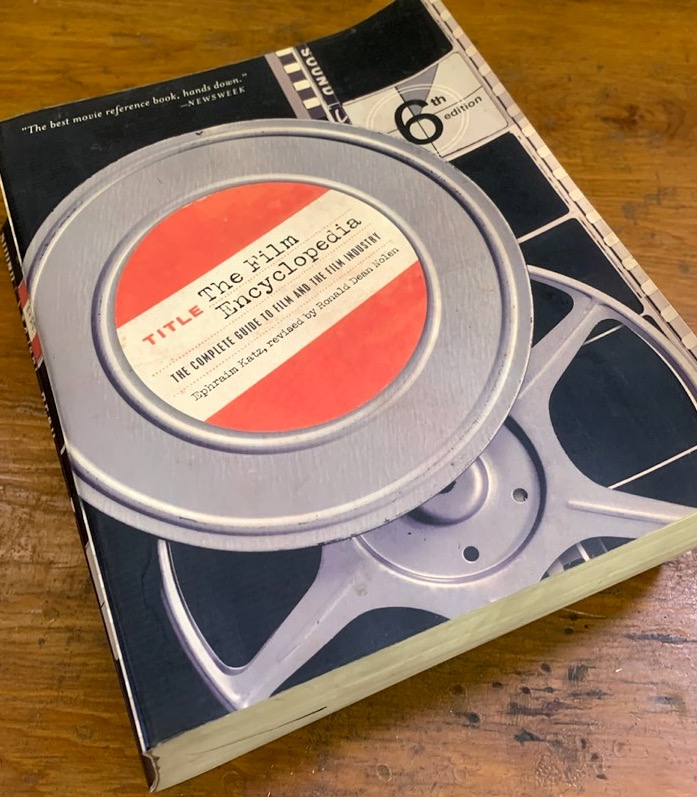 "The best movie reference book, hands down."
—NEWSWEEK
SOUND
6th edition
TITLE The Film
Encyclopedia
THE COMPLETE GUIDE TO FILM AND THE FILM INDUSTRY
Ephraim Katz, revised by Ronald Dean Nolen